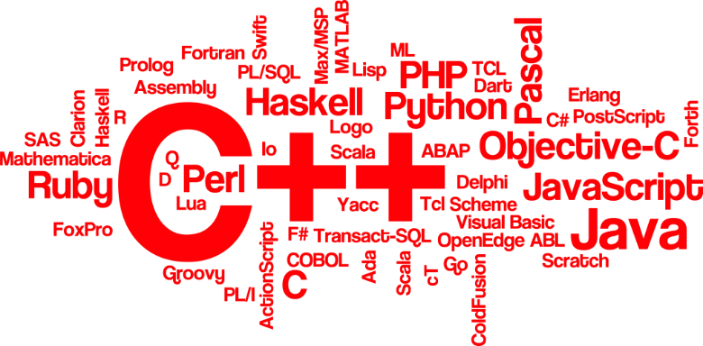 Swift
Max/MSP
MATLAB
Fortran
ML
Pascal
Prolog
PL/SQL
Lisp
PHP
TCL
Assembly
Dart
Erlang
Clarion
Haskell
R
Haskell
Python
C#
PostScript
Forth
Logo
SAS
C++
Io
Scala
ABAP
Objective-C
Mathematica
Q
Ruby
D
Perl
Delphi
JavaScript
Lua
Yacc
Tcl
Scheme
FoxPro
F#
Transact-SQL
Visual Basic
Java
OpenEdge ABL
ActionScript
COBOL
Ada
Scala
cT
Go
Scratch
Groovy
C
PL/I
ColdFusion